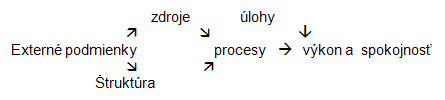 zdroje úlohy
Externé podmienky procesy výkon a spokojnosť
Štruktúra